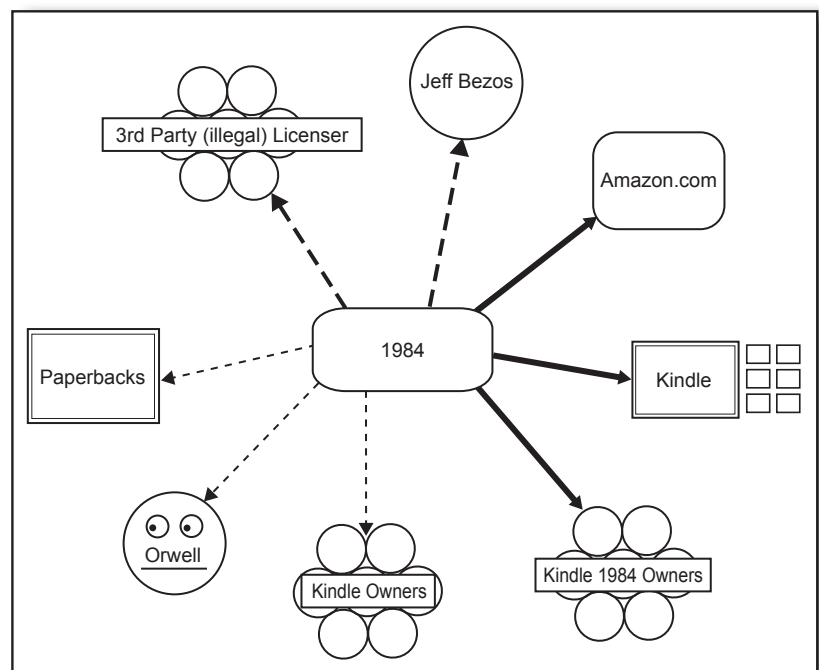 Jeff Bezos
3rd Party (illegal) Licenser
Amazon.com
1984
Paperbacks
Kindle
Orwell
Kindle Owners
Kindle 1984 Owners